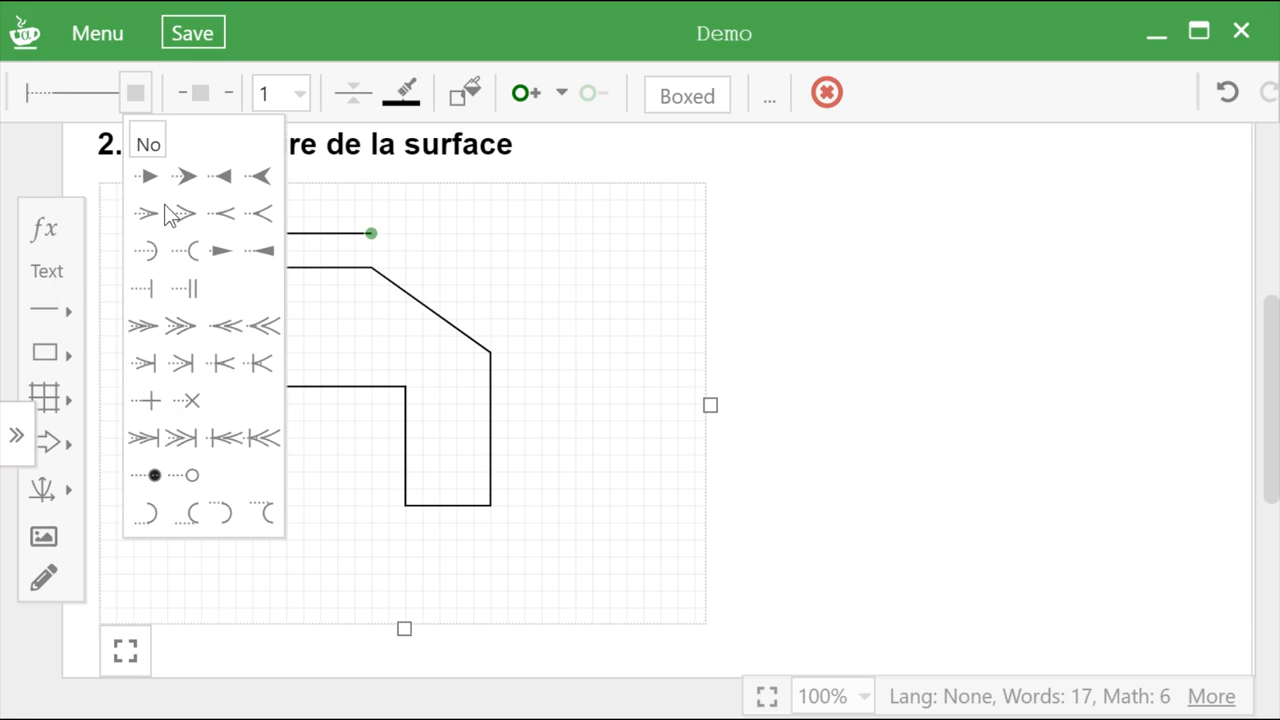 Menu Save Demo
1 Boxed ...
2. re de la surface
No
fx
Text
100% Lang: None, Words: 17, Math: 6 More